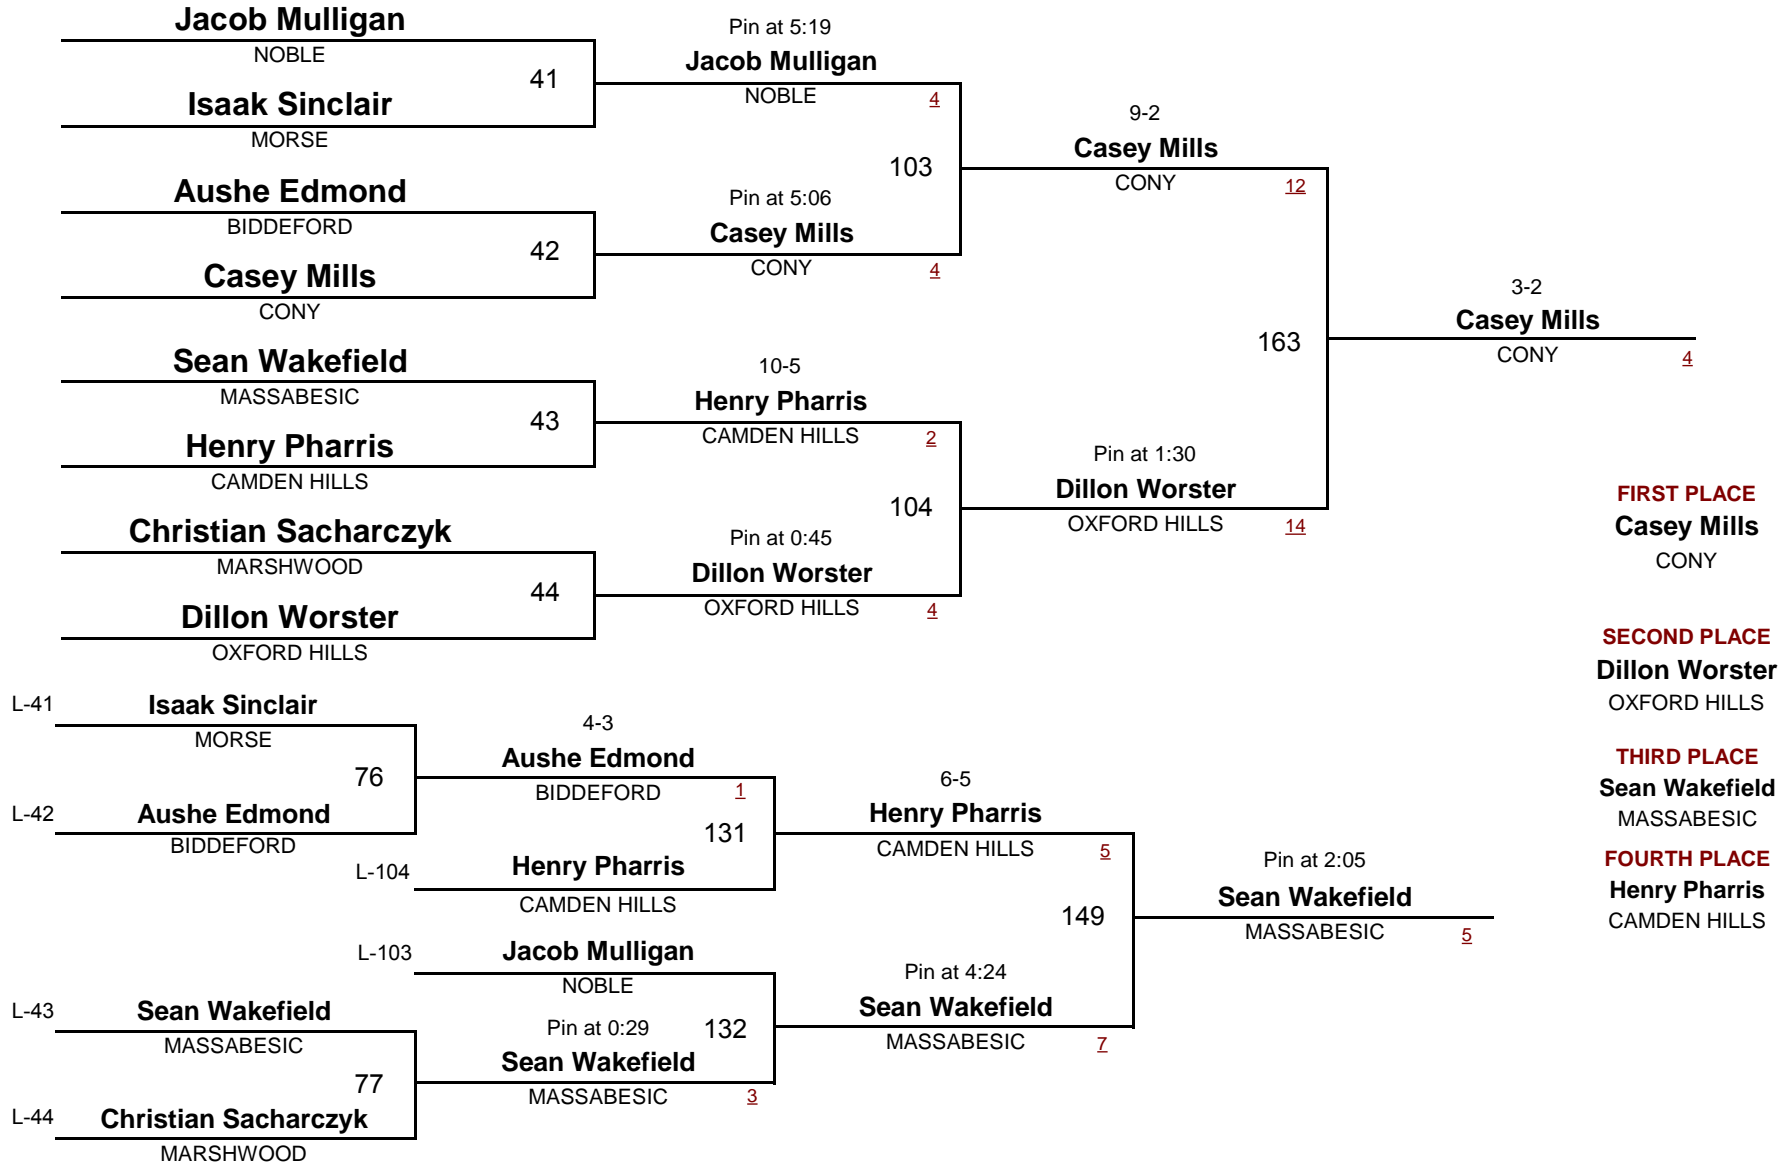 Jacob Mulligan
NOBLE
41
Isaak Sinclair
MORSE
Aushe Edmond
BIDDEFORD
42
Casey Mills
CONY
Sean Wakefield
MASSABESIC
43
Henry Pharris
CAMDEN HILLS
Christian Sacharczyk
MARSHWOOD
44
Dillon Worster
OXFORD HILLS
Pin at 5:19
Jacob Mulligan
NOBLE 4
103
Pin at 5:06
Casey Mills
CONY 4
10-5
Henry Pharris
CAMDEN HILLS 2
104
Pin at 0:45
Dillon Worster
OXFORD HILLS 4
9-2
Casey Mills
CONY 12
163
Pin at 1:30
Dillon Worster
OXFORD HILLS 14
3-2
Casey Mills
CONY 4
FIRST PLACE
Casey Mills
CONY
SECOND PLACE
Dillon Worster
OXFORD HILLS
THIRD PLACE
Sean Wakefield
MASSABESIC
FOURTH PLACE
Henry Pharris
CAMDEN HILLS
L-41 Isaak Sinclair
MORSE
76
L-42 Aushe Edmond
BIDDEFORD
L-43 Sean Wakefield
MASSABESIC
77
L-44 Christian Sacharczyk
MARSHWOOD
4-3
Aushe Edmond
BIDDEFORD 1
131
L-104 Henry Pharris
CAMDEN HILLS
L-103 Jacob Mulligan
NOBLE
Pin at 0:29 132
Sean Wakefield
MASSABESIC 3
6-5
Henry Pharris
CAMDEN HILLS 5
149
Pin at 4:24
Sean Wakefield
MASSABESIC 7
Pin at 2:05
Sean Wakefield
MASSABESIC 5